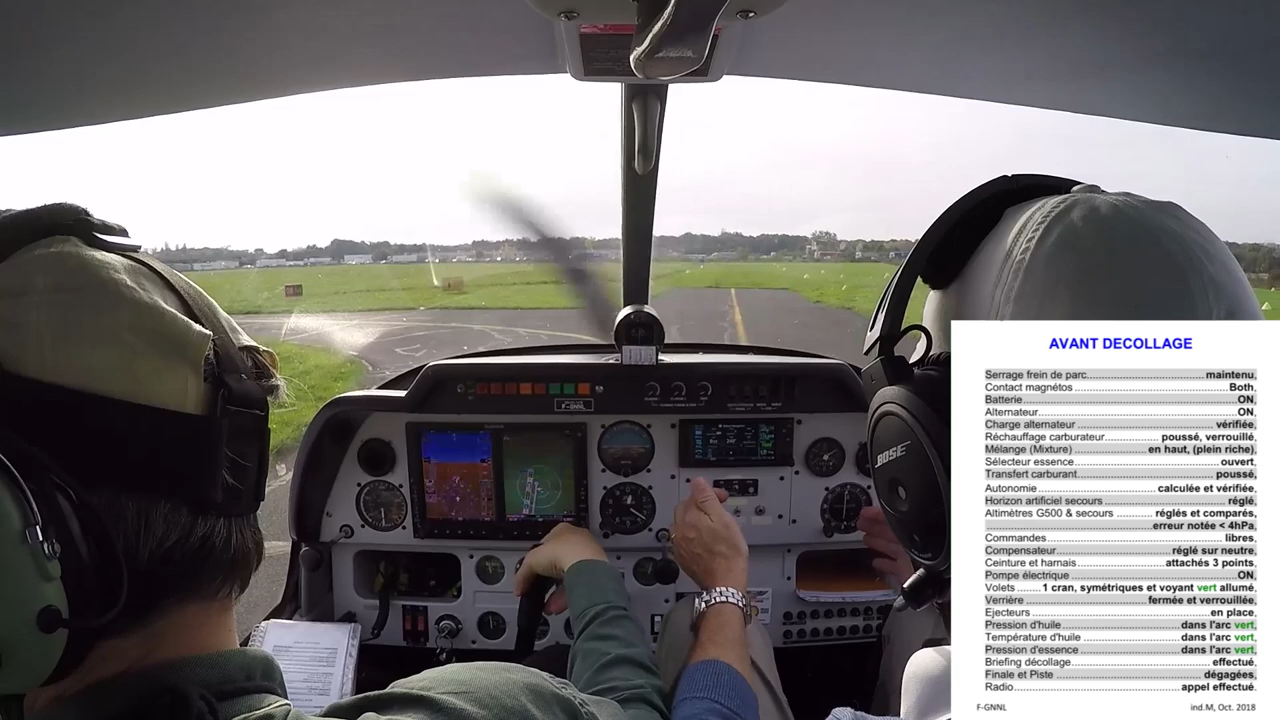 F-GNNL
BOSE
AVANT DECOLLAGE
Serrage frein de parc................................ maintenu,
Contact magnétos ........................................... Both,
Batterie ............................................................. ON,
Alternateur ........................................................ ON,
Charge alternateur ..................................... vérifiée,
Réchauffage carburateur................ poussé, verrouillé,
Mélange (Mixture) ...................... en haut, (plein riche),
Sélecteur essence ........................................ ouvert,
Transfert carburant ...................................... poussé,
Autonomie .................................. calculée et vérifiée,
Horizon artificiel secours ................................ réglé,
Altimètres G500 & secours ........ réglés et comparés,
........................................... erreur notée < 4hPa,
Commandes ................................................. libres,
Compensateur ................................ réglé sur neutre,
Ceinture et harnais ........................ attachés 3 points,
Pompe électrique ............................................... ON,
Volets ....... 1 cran, symétriques et voyant vert allumé,
Verrière ..................................... fermée et verrouillée,
Ejecteurs .................................................. en place,
Pression d'huile ................................ dans l'arc vert,
Température d'huile .......................... dans l'arc vert,
Pression d'essence ........................... dans l'arc vert,
Briefing décollage........................................ effectué,
Finale et Piste .......................................... dégagées,
Radio .................................................. appel effectué.
F-GNNL ind.M, Oct. 2018